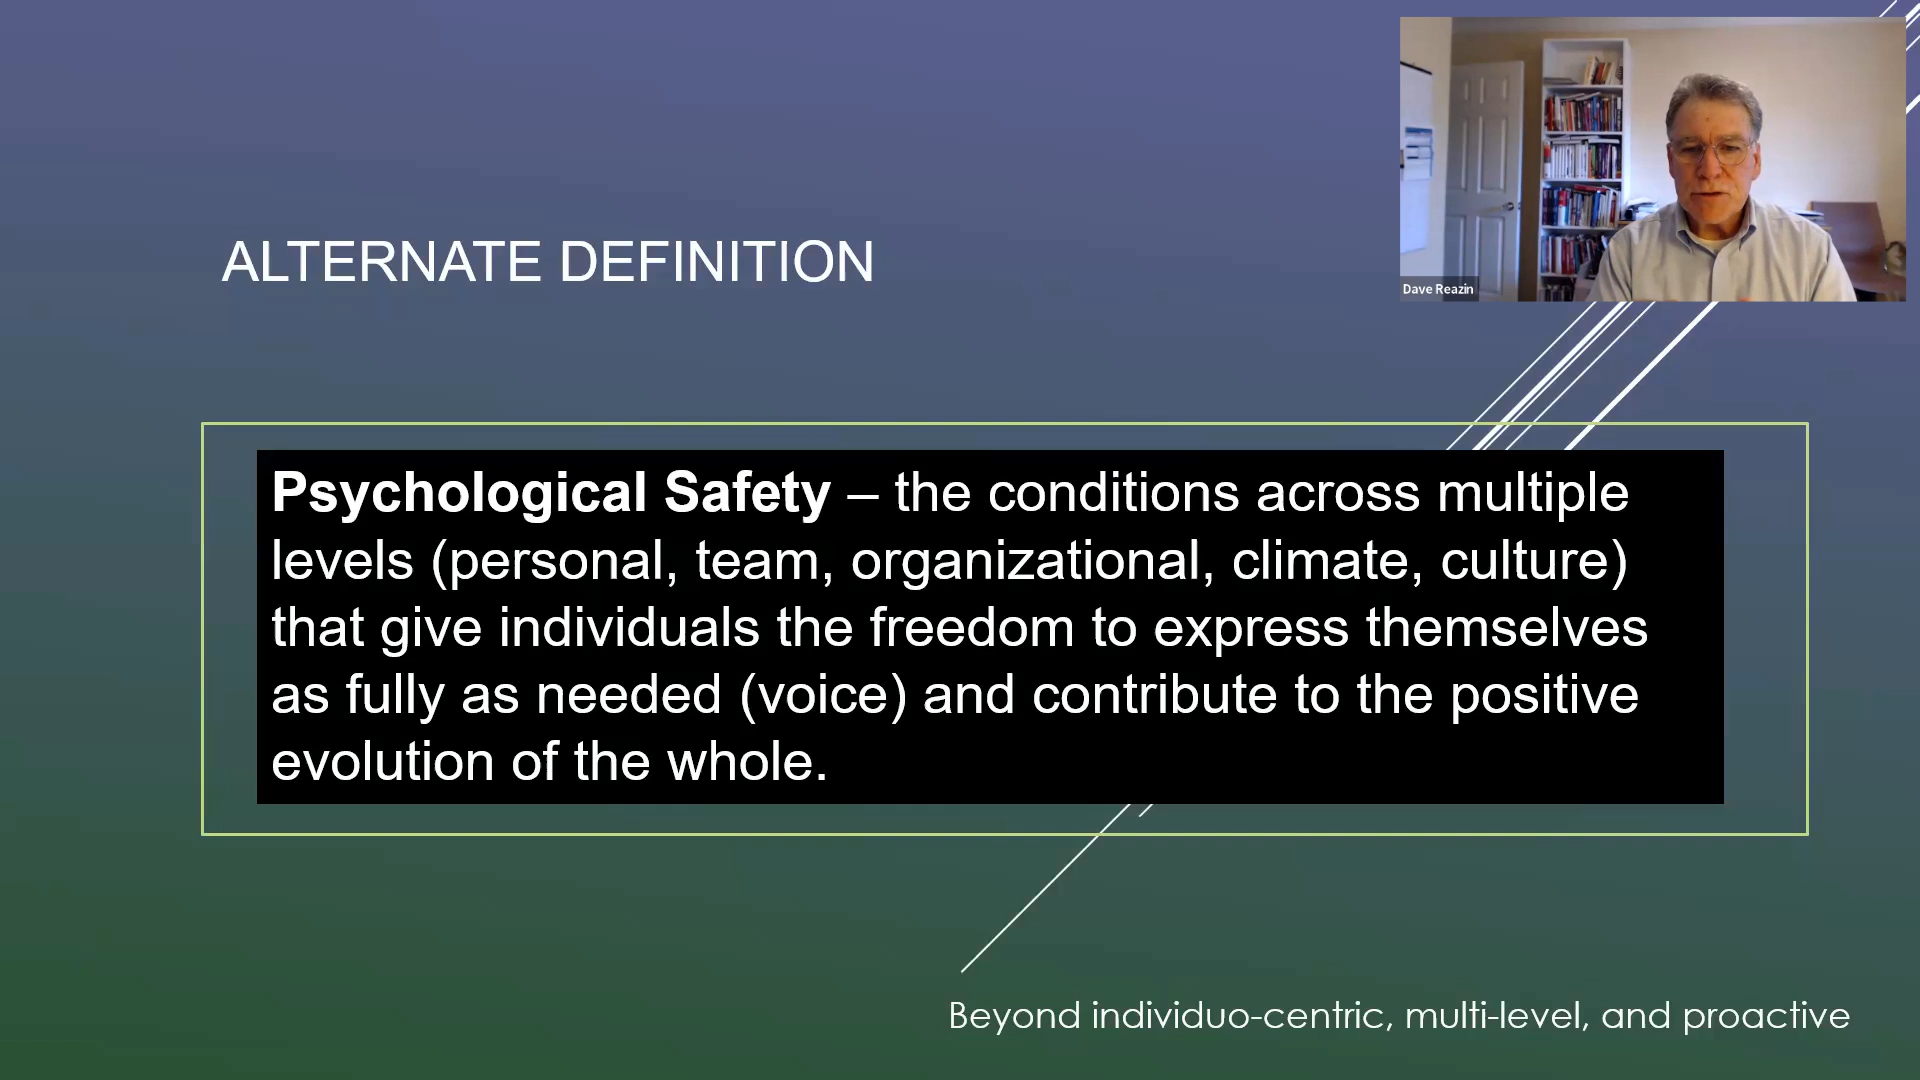 Dave Reazin
ALTERNATE DEFINITION
Psychological Safety – the conditions across multiple
levels (personal, team, organizational, climate, culture)
that give individuals the freedom to express themselves
as fully as needed (voice) and contribute to the positive
evolution of the whole.
Beyond individuo-centric, multi-level, and proactive